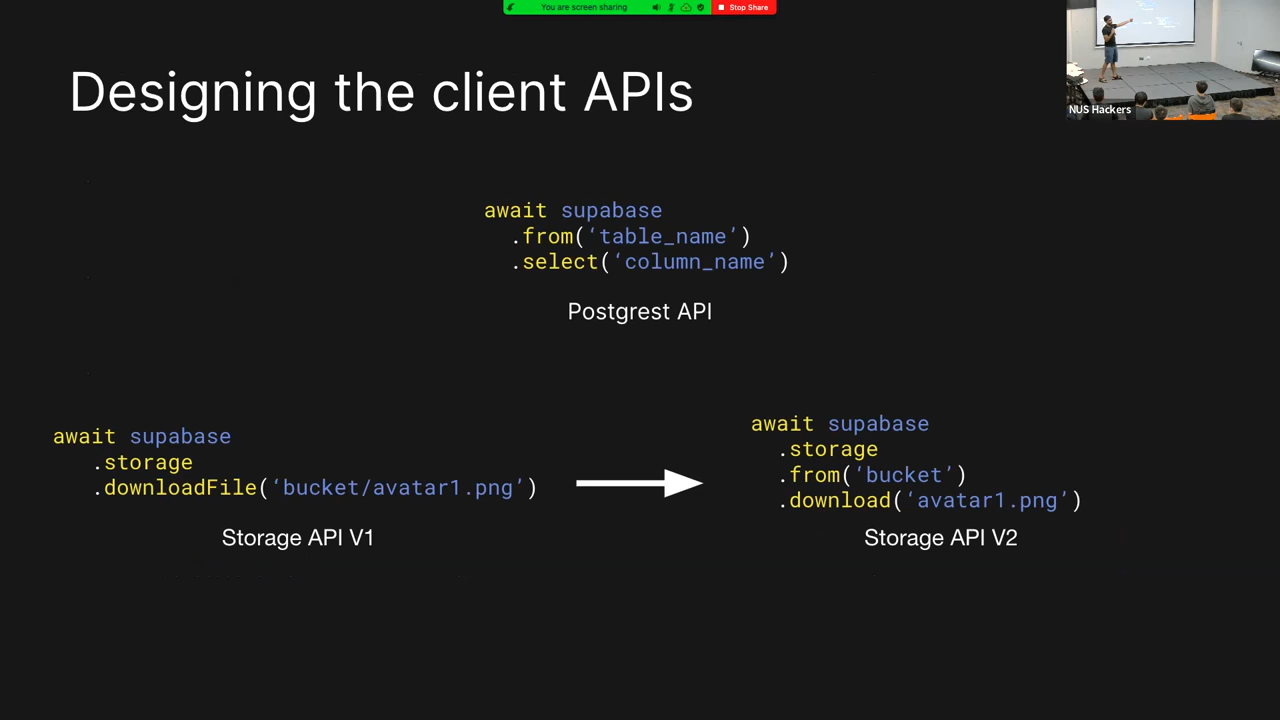 You are screen sharing
Stop Share
Designing the client APIs
NUS Hackers
await supabase
.from(‘table_name’)
.select(‘column_name’)
Postgrest API
await supabase
.storage
.downloadFile(‘bucket/avatar1.png’)
Storage API V1
await supabase
.storage
.from(‘bucket’)
.download(‘avatar1.png’)
Storage API V2